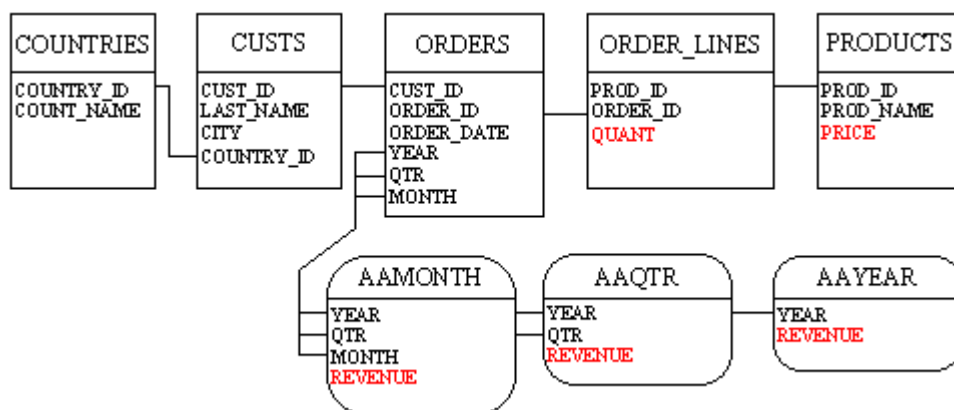 COUNTRIES
COUNTRY_ID
COUNT_NAME
CUSTS
CUST_ID
LAST_NAME
CITY
COUNTRY_ID
ORDERS
CUST_ID
ORDER_ID
ORDER_DATE
YEAR
QTR
MONTH
ORDER_LINES
PROD_ID
ORDER_ID
QUANT
PRODUCTS
PROD_ID
PROD_NAME
PRICE
AAMONTH
YEAR
QTR
MONTH
REVENUE
AAQTR
YEAR
QTR
REVENUE
AAYEAR
YEAR
REVENUE